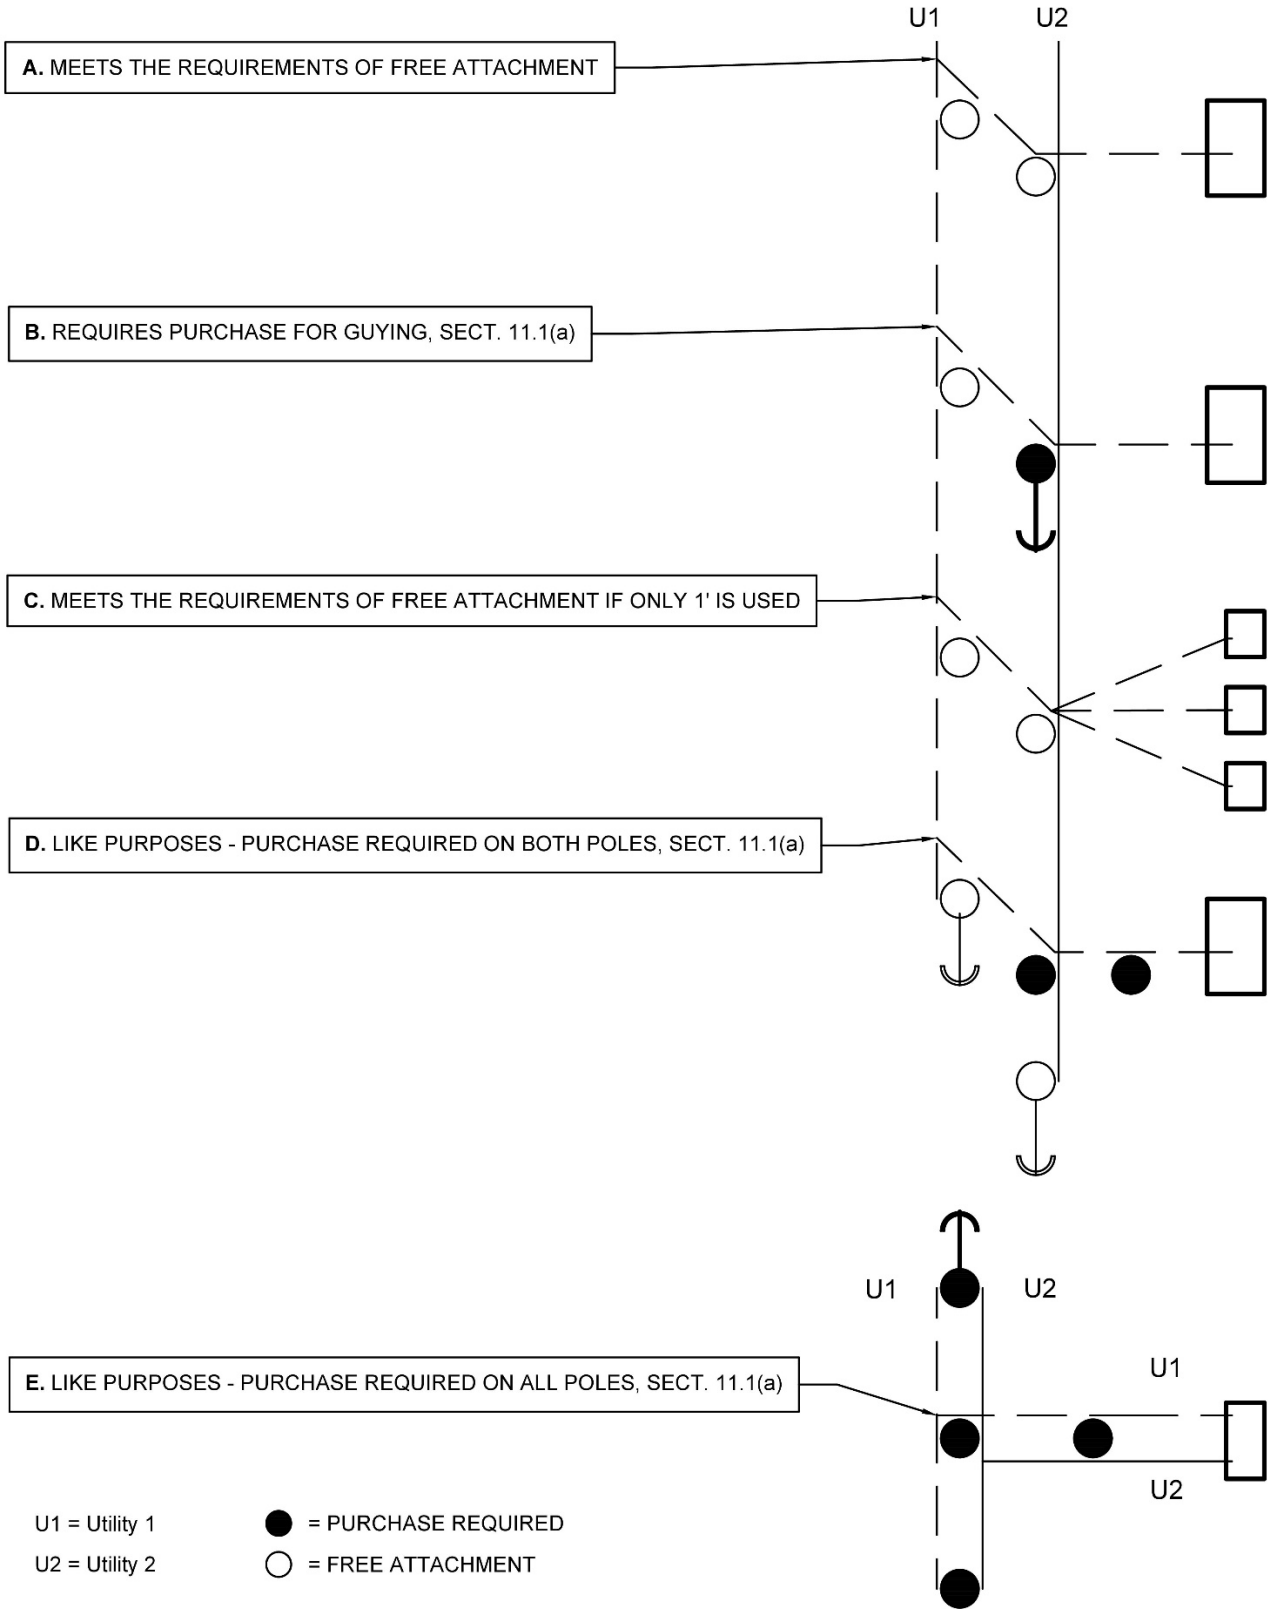 U1 U2
A. MEETS THE REQUIREMENTS OF FREE ATTACHMENT
B. REQUIRES PURCHASE FOR GUYING, SECT. 11.1(a)
C. MEETS THE REQUIREMENTS OF FREE ATTACHMENT IF ONLY 1' IS USED
D. LIKE PURPOSES - PURCHASE REQUIRED ON BOTH POLES, SECT. 11.1(a)
U1 U2
U1
E. LIKE PURPOSES - PURCHASE REQUIRED ON ALL POLES, SECT. 11.1(a)
U2
U1 = Utility 1 = PURCHASE REQUIRED
U2 = Utility 2 = FREE ATTACHMENT